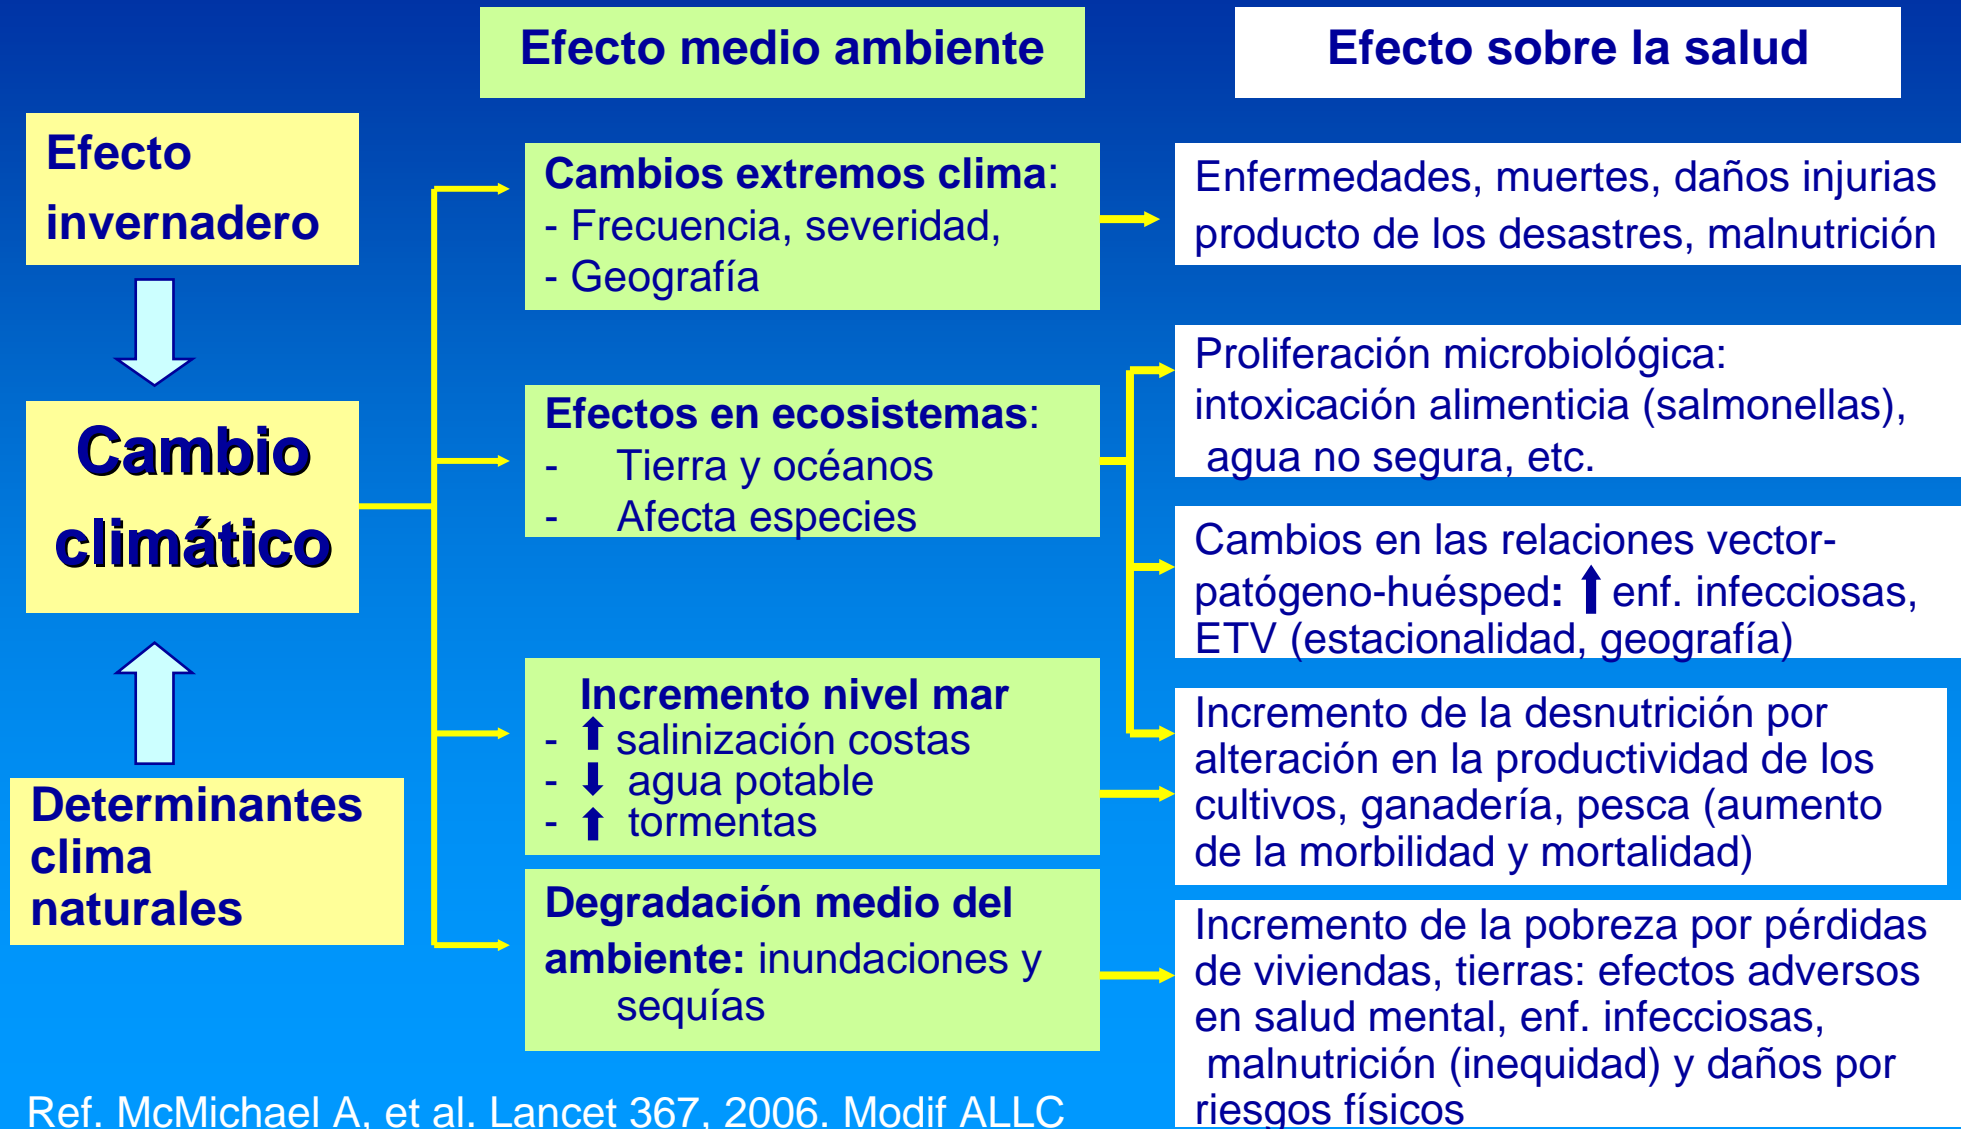 Efecto medio ambiente
Efecto sobre la salud
Efecto
invernadero
Cambio
climático
Determinantes
clima
naturales
Cambios extremos clima:
- Frecuencia, severidad,
- Geografía
Efectos en ecosistemas:
- Tierra y océanos
- Afecta especies
Incremento nivel mar
- ⬆ salinización costas
- ⬇ agua potable
- ⬆ tormentas
Degradación medio del
ambiente: inundaciones y
sequías
Enfermedades, muertes, daños injurias
producto de los desastres, malnutrición
Proliferación microbiológica:
intoxicación alimenticia (salmonellas),
agua no segura, etc.
Cambios en las relaciones vector-
patógeno-huésped: ⬆ enf. infecciosas,
ETV (estacionalidad, geografía)
Incremento de la desnutrición por
alteración en la productividad de los
cultivos, ganadería, pesca (aumento
de la morbilidad y mortalidad)
Incremento de la pobreza por pérdidas
de viviendas, tierras: efectos adversos
en salud mental, enf. infecciosas,
malnutrición (inequidad) y daños por
riesgos físicos
Ref. McMichael A, et al. Lancet 367, 2006. Modif ALLC